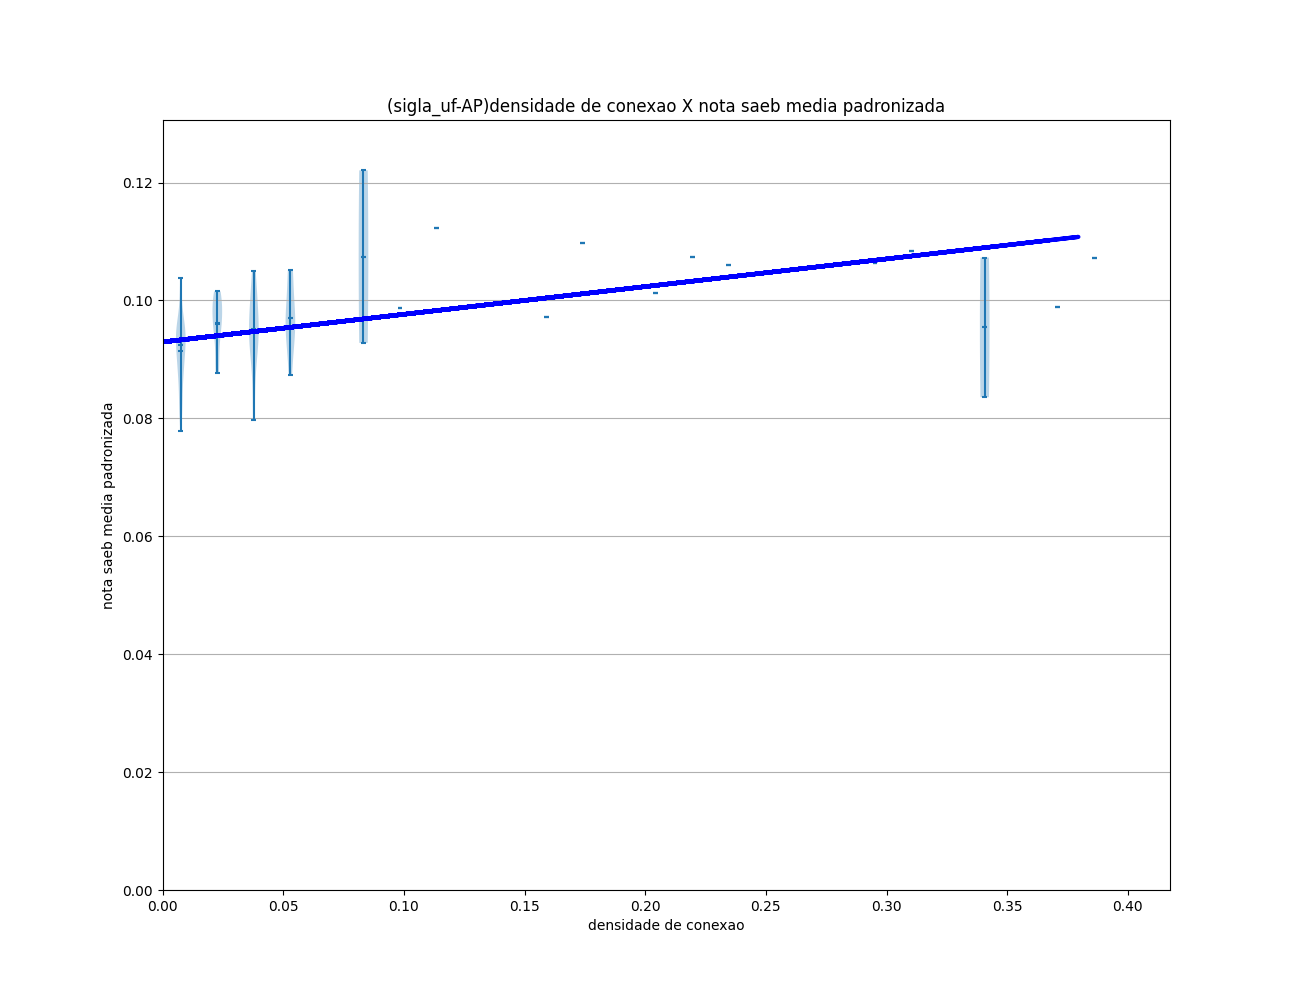 (sigla_uf-AP)densidade de conexao X nota saeb media padronizada
0.12
0.10
0.08
0.06
0.04
0.02
0.00
nota saeb media padronizada
0.00 0.05 0.10 0.15 0.20 0.25 0.30 0.35 0.40
densidade de conexao